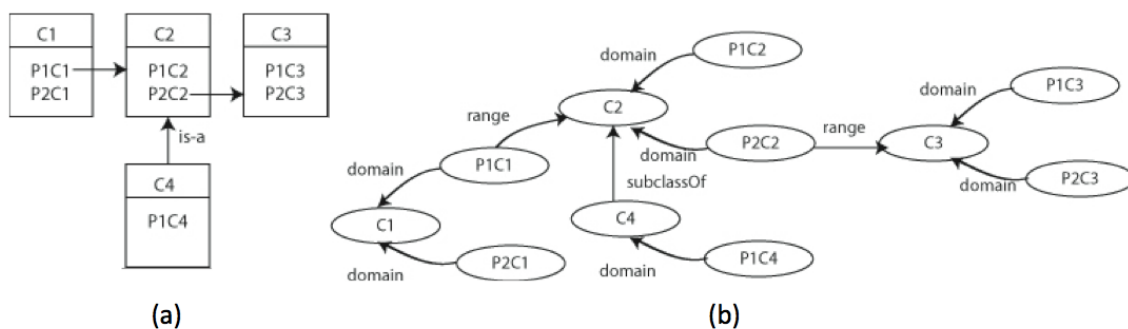 C1
P1C1
P2C1
C2
P1C2
P2C2
C3
P1C3
P2C3
is-a
C4
P1C4
(a)
P1C2
domain
C2
range
P1C1
domain
C1
domain
P2C1
domain
P2C2
range
subclassOf
C4
domain
P1C4
P1C3
domain
C3
domain
P2C3
(b)